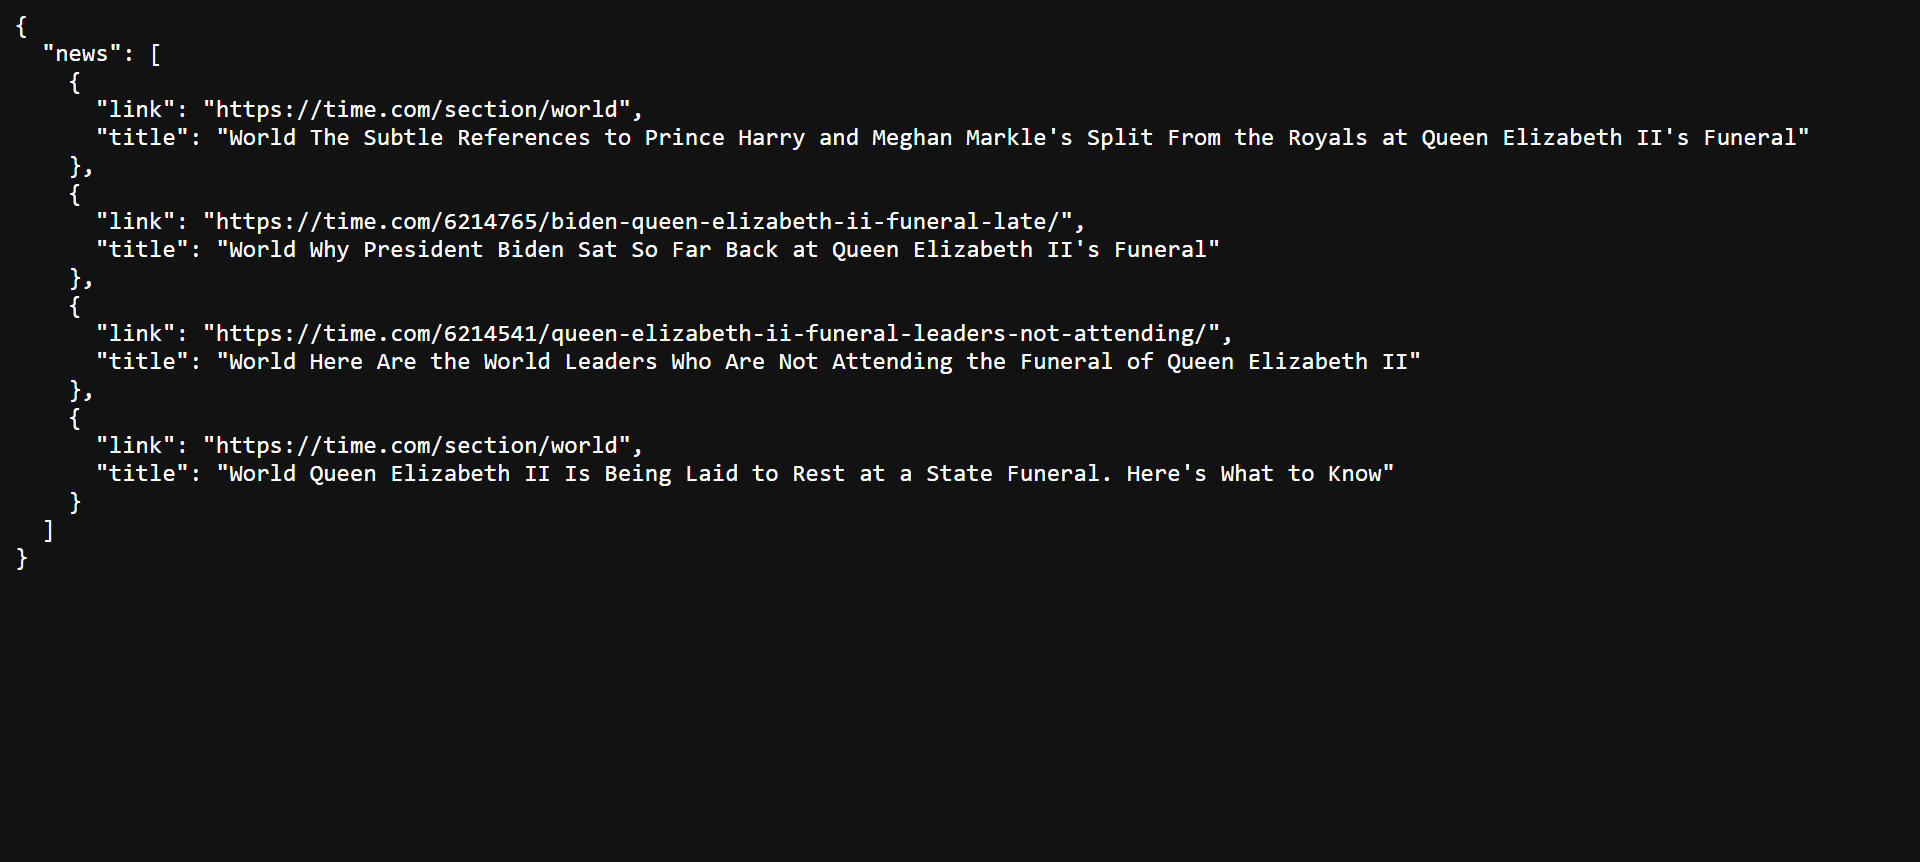 {
  "news": [
    {
      "link": "https://time.com/section/world",
      "title": "World The Subtle References to Prince Harry and Meghan Markle's Split From the Royals at Queen Elizabeth II's Funeral"
    },
    {
      "link": "https://time.com/6214765/biden-queen-elizabeth-ii-funeral-late/",
      "title": "World Why President Biden Sat So Far Back at Queen Elizabeth II's Funeral"
    },
    {
      "link": "https://time.com/6214541/queen-elizabeth-ii-funeral-leaders-not-attending/",
      "title": "World Here Are the World Leaders Who Are Not Attending the Funeral of Queen Elizabeth II"
    },
    {
      "link": "https://time.com/section/world",
      "title": "World Queen Elizabeth II Is Being Laid to Rest at a State Funeral. Here's What to Know"
    }
  ]
}